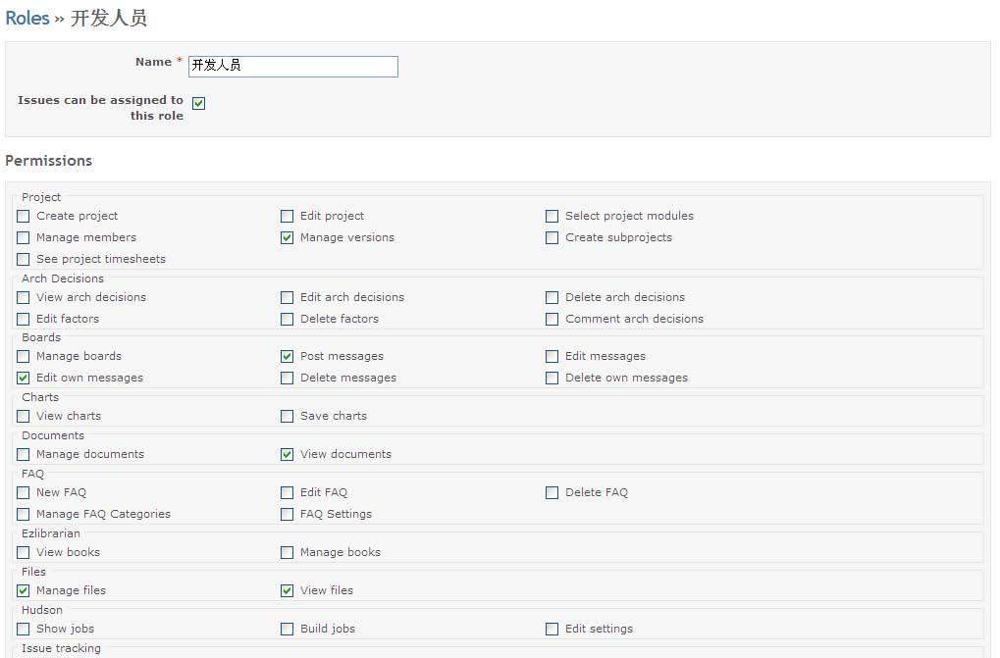 Roles » 开发人员
Name * 开发人员
Issues can be assigned to
this role
Permissions
Project
Create project Edit project Select project modules
Manage members Manage versions Create subprojects
See project timesheets
Arch Decisions
View arch decisions Edit arch decisions Delete arch decisions
Edit factors Delete factors Comment arch decisions
Boards
Manage boards Post messages Edit messages
Edit own messages Delete messages Delete own messages
Charts
View charts Save charts
Documents
Manage documents View documents
FAQ
New FAQ Edit FAQ Delete FAQ
Manage FAQ Categories FAQ Settings
Ezlibrarian
View books Manage books
Files
Manage files View files
Hudson
Show jobs Build jobs Edit settings
Issue tracking